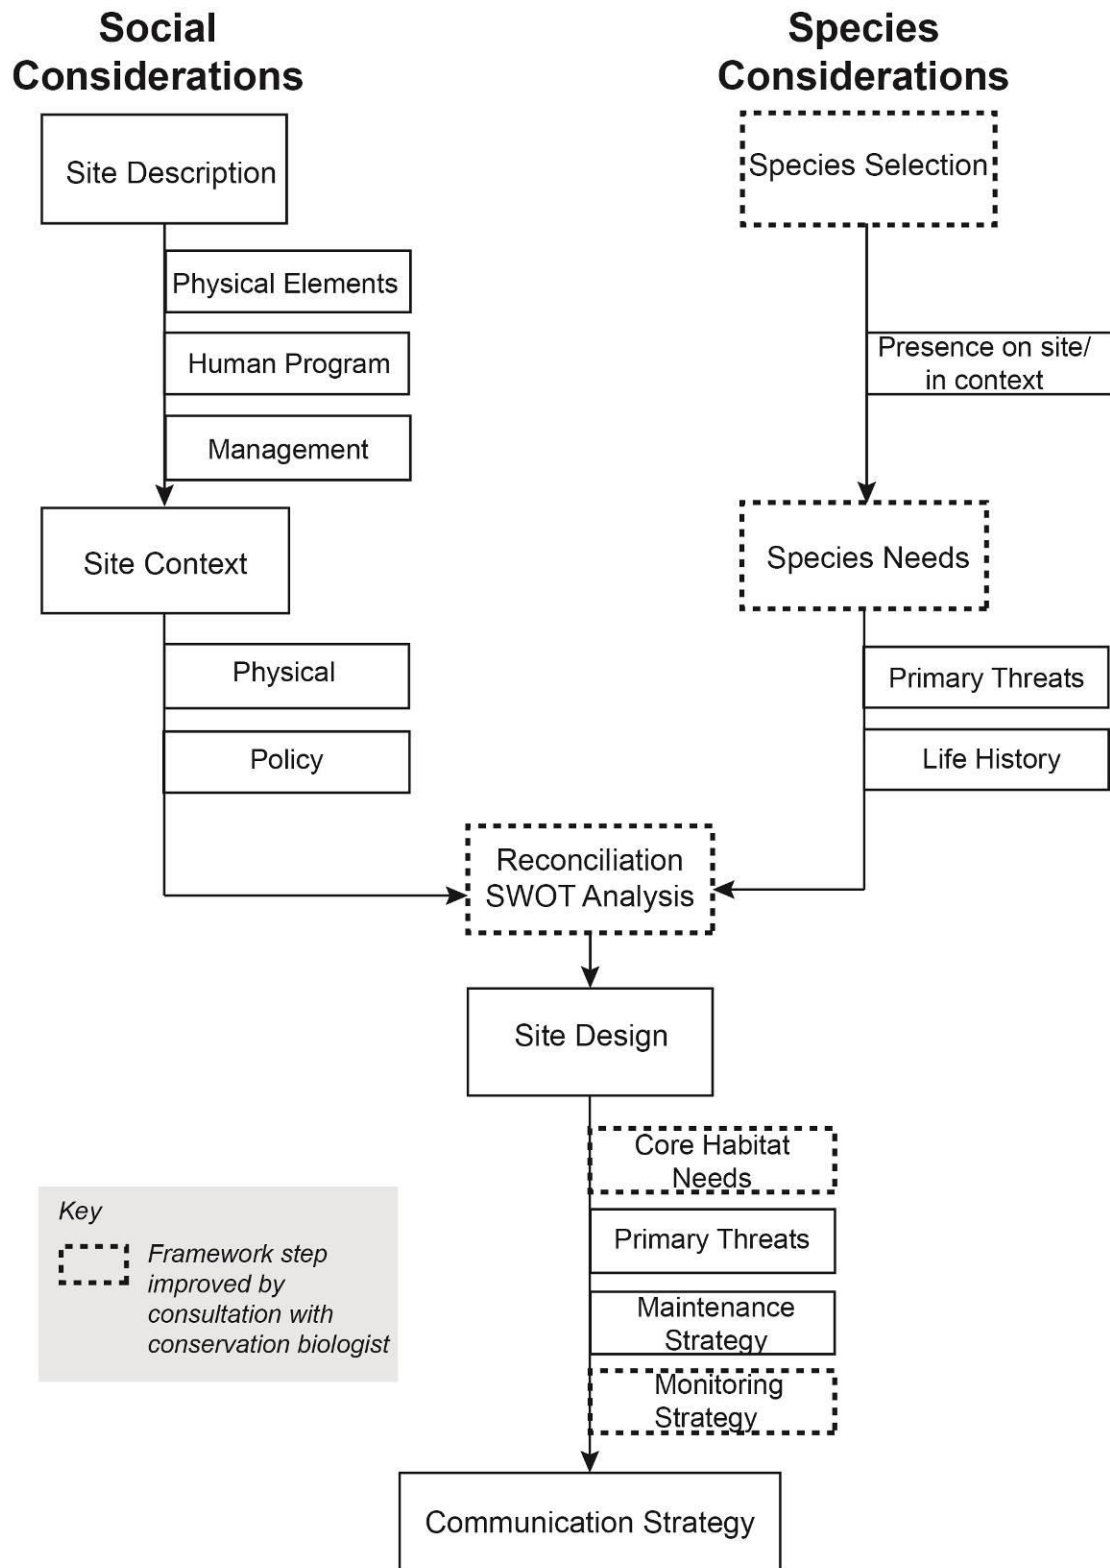 Social
Considerations
Site Description
Physical Elements
Human Program
Management
Site Context
Physical
Policy
Species
Considerations
Species Selection
Presence on site/
in context
Species Needs
Primary Threats
Life History
Reconciliation
SWOT Analysis
Site Design
Core Habitat
Needs
Primary Threats
Maintenance
Strategy
Monitoring
Strategy
Communication Strategy
Key
Framework step
improved by
consultation with
conservation biologist